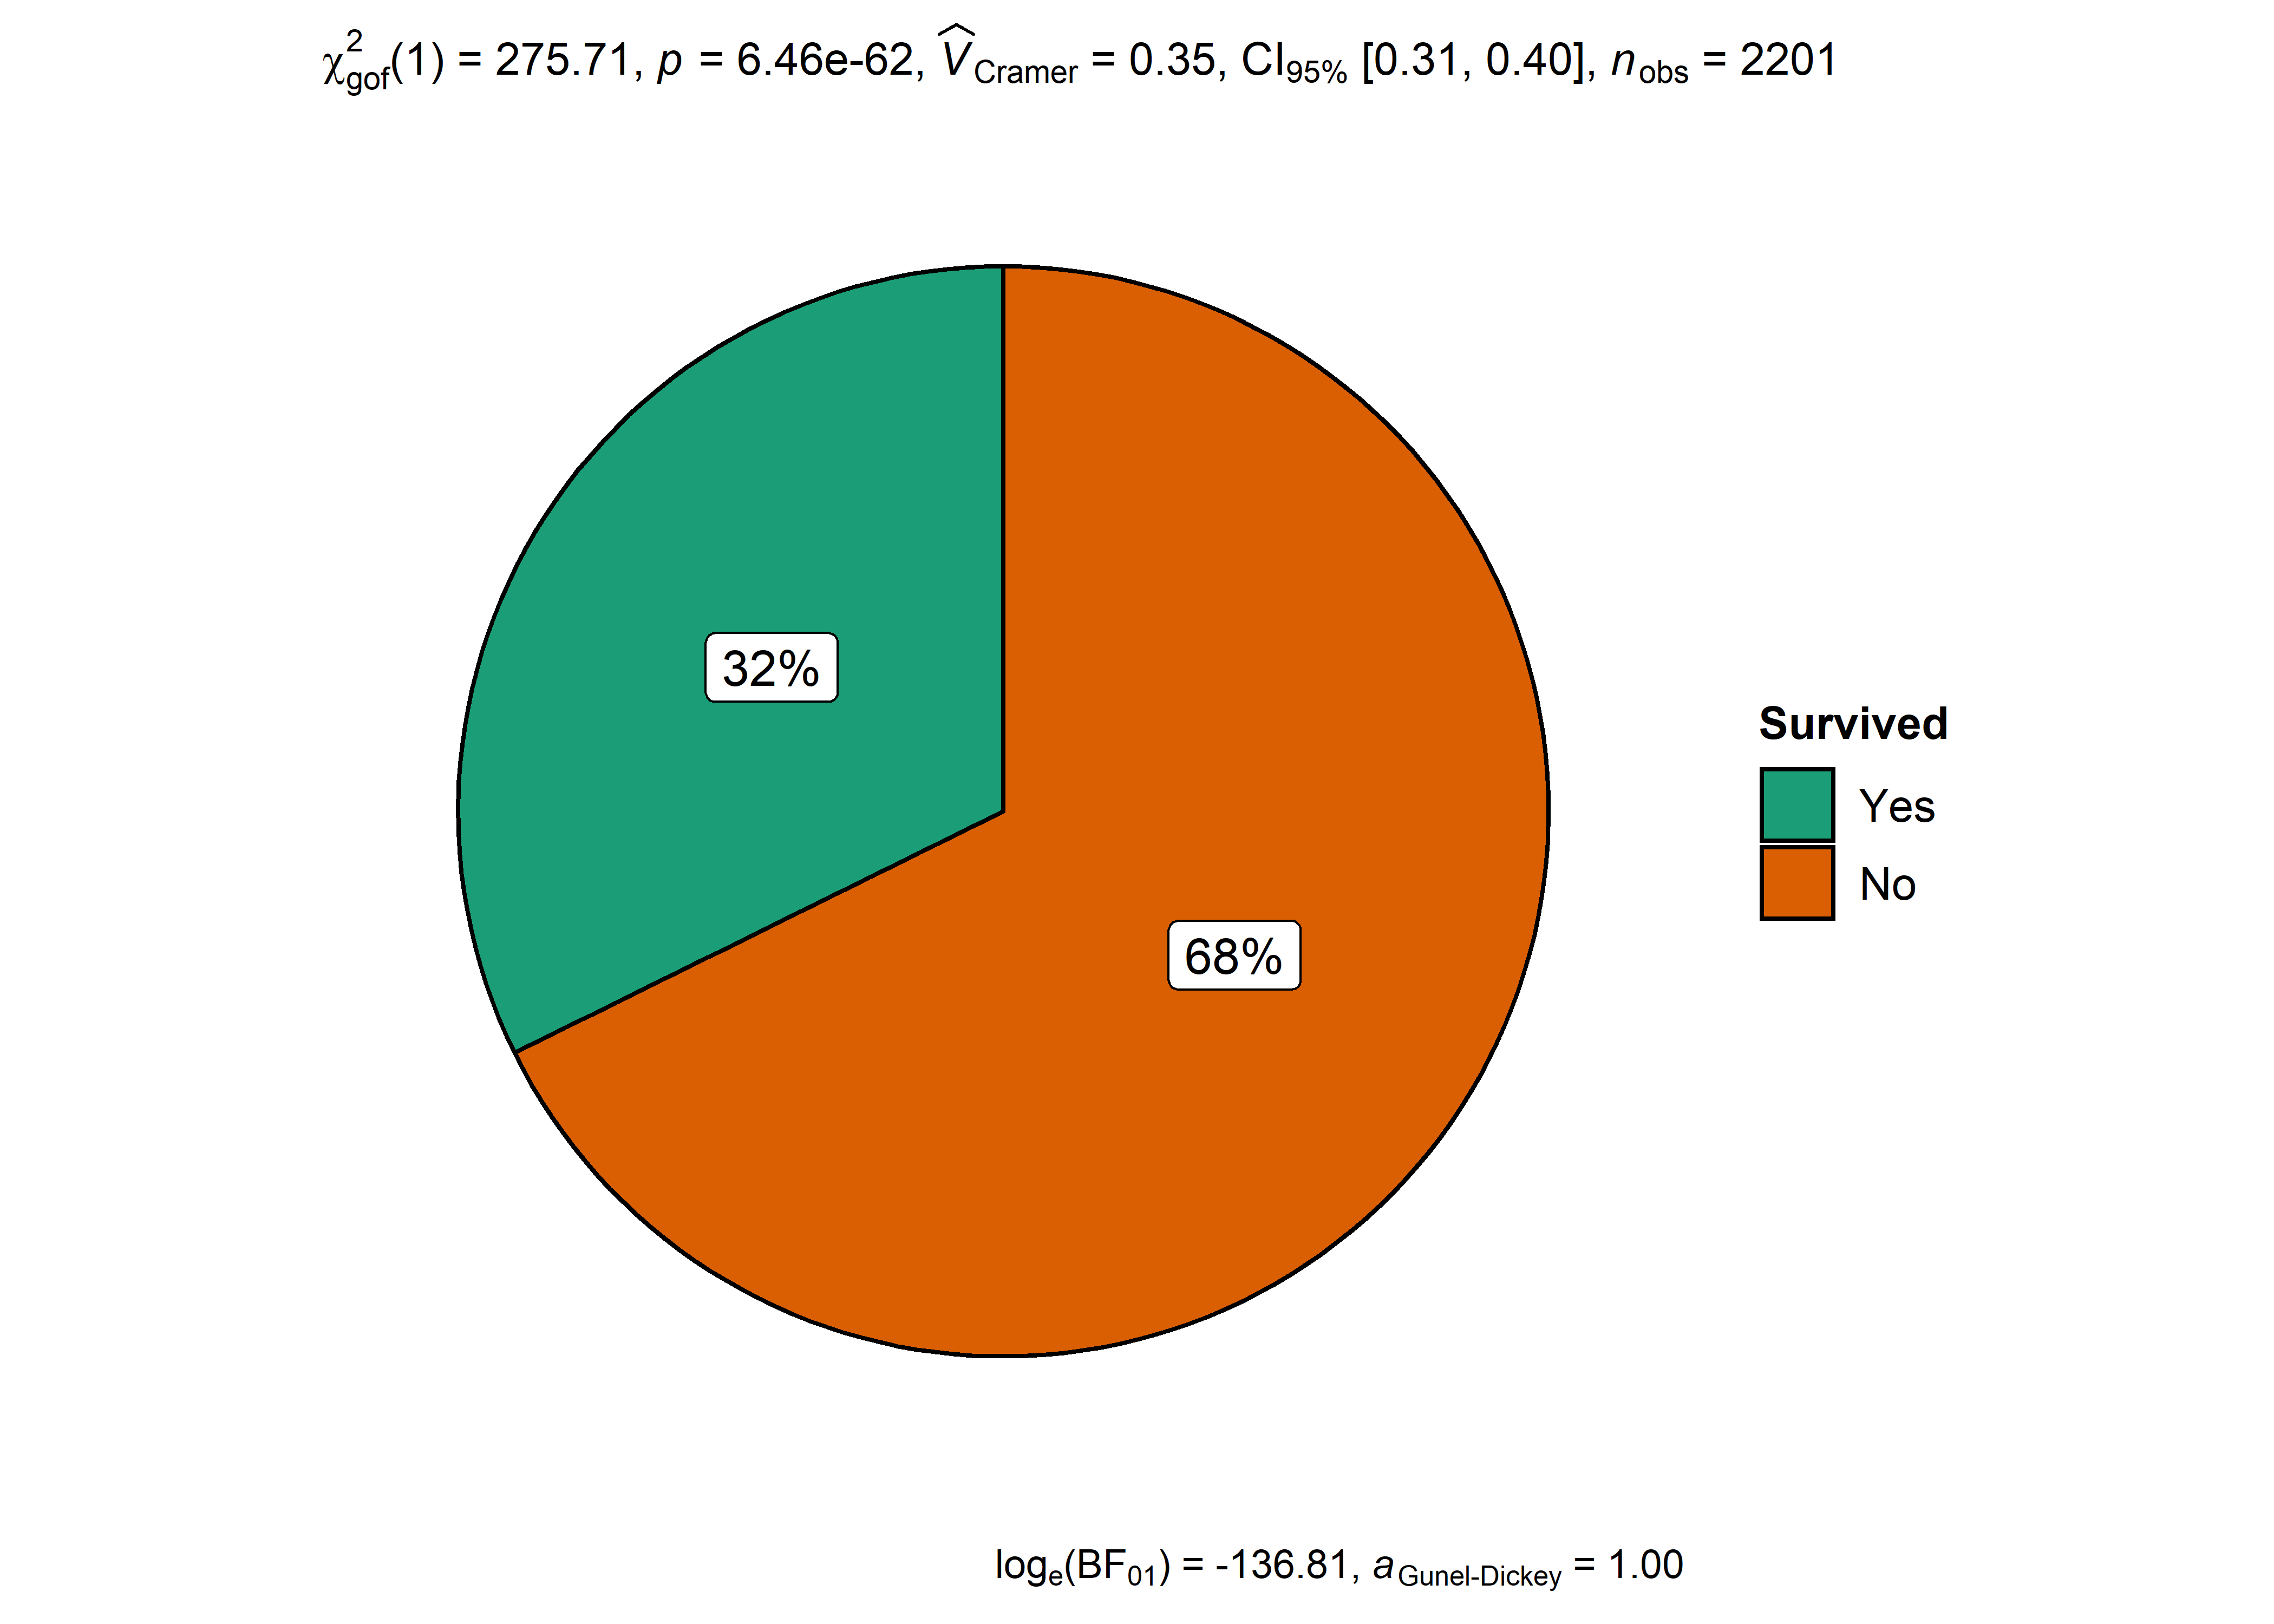 χ²gof(1) = 275.71, p = 6.46e-62, V̂Cramer = 0.35, CI95% [0.31, 0.40], nobs = 2201
32%
Survived
Yes
No
68%
loge(BF01) = -136.81, aGunel-Dickey = 1.00